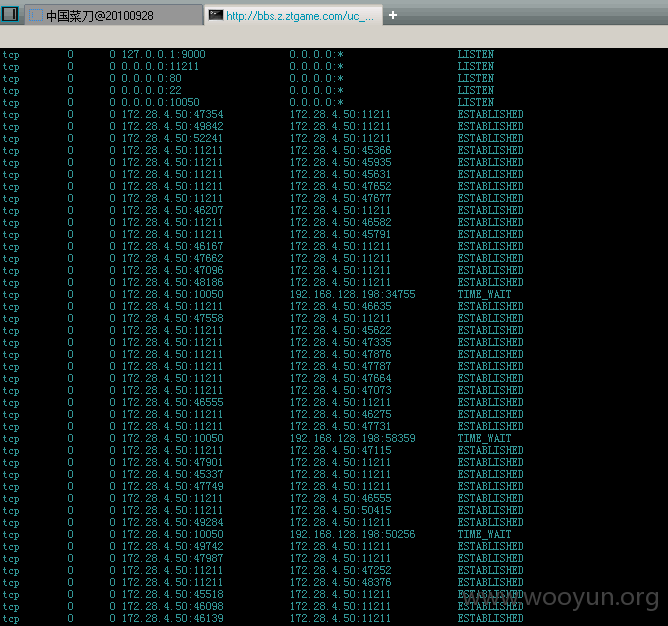 中国菜刀@20100928 http://bbs.z.ztgame.com/uc_... +
tcp 0 0 127.0.0.1:9000 0.0.0.0:* LISTEN
tcp 0 0 0.0.0.0:11211 0.0.0.0:* LISTEN
tcp 0 0 0.0.0.0:80 0.0.0.0:* LISTEN
tcp 0 0 0.0.0.0:22 0.0.0.0:* LISTEN
tcp 0 0 0.0.0.0:10050 0.0.0.0:* LISTEN
tcp 0 0 172.28.4.50:47354 172.28.4.50:11211 ESTABLISHED
tcp 0 0 172.28.4.50:49842 172.28.4.50:11211 ESTABLISHED
tcp 0 0 172.28.4.50:52241 172.28.4.50:11211 ESTABLISHED
tcp 0 0 172.28.4.50:11211 172.28.4.50:45366 ESTABLISHED
tcp 0 0 172.28.4.50:11211 172.28.4.50:45935 ESTABLISHED
tcp 0 0 172.28.4.50:11211 172.28.4.50:45631 ESTABLISHED
tcp 0 0 172.28.4.50:11211 172.28.4.50:47652 ESTABLISHED
tcp 0 0 172.28.4.50:11211 172.28.4.50:47677 ESTABLISHED
tcp 0 0 172.28.4.50:46207 172.28.4.50:11211 ESTABLISHED
tcp 0 0 172.28.4.50:11211 172.28.4.50:46582 ESTABLISHED
tcp 0 0 172.28.4.50:11211 172.28.4.50:45791 ESTABLISHED
tcp 0 0 172.28.4.50:46167 172.28.4.50:11211 ESTABLISHED
tcp 0 0 172.28.4.50:47662 172.28.4.50:11211 ESTABLISHED
tcp 0 0 172.28.4.50:47096 172.28.4.50:11211 ESTABLISHED
tcp 0 0 172.28.4.50:48186 172.28.4.50:11211 ESTABLISHED
tcp 0 0 172.28.4.50:10050 192.168.128.198:34755 TIME_WAIT
tcp 0 0 172.28.4.50:11211 172.28.4.50:46635 ESTABLISHED
tcp 0 0 172.28.4.50:47558 172.28.4.50:11211 ESTABLISHED
tcp 0 0 172.28.4.50:11211 172.28.4.50:45622 ESTABLISHED
tcp 0 0 172.28.4.50:11211 172.28.4.50:47335 ESTABLISHED
tcp 0 0 172.28.4.50:11211 172.28.4.50:47876 ESTABLISHED
tcp 0 0 172.28.4.50:11211 172.28.4.50:47787 ESTABLISHED
tcp 0 0 172.28.4.50:11211 172.28.4.50:47664 ESTABLISHED
tcp 0 0 172.28.4.50:11211 172.28.4.50:47073 ESTABLISHED
tcp 0 0 172.28.4.50:46555 172.28.4.50:11211 ESTABLISHED
tcp 0 0 172.28.4.50:11211 172.28.4.50:46275 ESTABLISHED
tcp 0 0 172.28.4.50:11211 172.28.4.50:47731 ESTABLISHED
tcp 0 0 172.28.4.50:10050 192.168.128.198:58359 TIME_WAIT
tcp 0 0 172.28.4.50:11211 172.28.4.50:47115 ESTABLISHED
tcp 0 0 172.28.4.50:47901 172.28.4.50:11211 ESTABLISHED
tcp 0 0 172.28.4.50:45337 172.28.4.50:11211 ESTABLISHED
tcp 0 0 172.28.4.50:47749 172.28.4.50:11211 ESTABLISHED
tcp 0 0 172.28.4.50:11211 172.28.4.50:46555 ESTABLISHED
tcp 0 0 172.28.4.50:11211 172.28.4.50:50415 ESTABLISHED
tcp 0 0 172.28.4.50:49284 172.28.4.50:11211 ESTABLISHED
tcp 0 0 172.28.4.50:10050 192.168.128.198:50256 TIME_WAIT
tcp 0 0 172.28.4.50:49742 172.28.4.50:11211 ESTABLISHED
tcp 0 0 172.28.4.50:47987 172.28.4.50:11211 ESTABLISHED
tcp 0 0 172.28.4.50:11211 172.28.4.50:47252 ESTABLISHED
tcp 0 0 172.28.4.50:11211 172.28.4.50:48376 ESTABLISHED
tcp 0 0 172.28.4.50:45518 172.28.4.50:11211 ESTABLISHED
tcp 0 0 172.28.4.50:46098 172.28.4.50:11211 ESTABLISHED
tcp 0 0 172.28.4.50:46139 172.28.4.50:11211 ESTABLISHED
www.wooyun.org